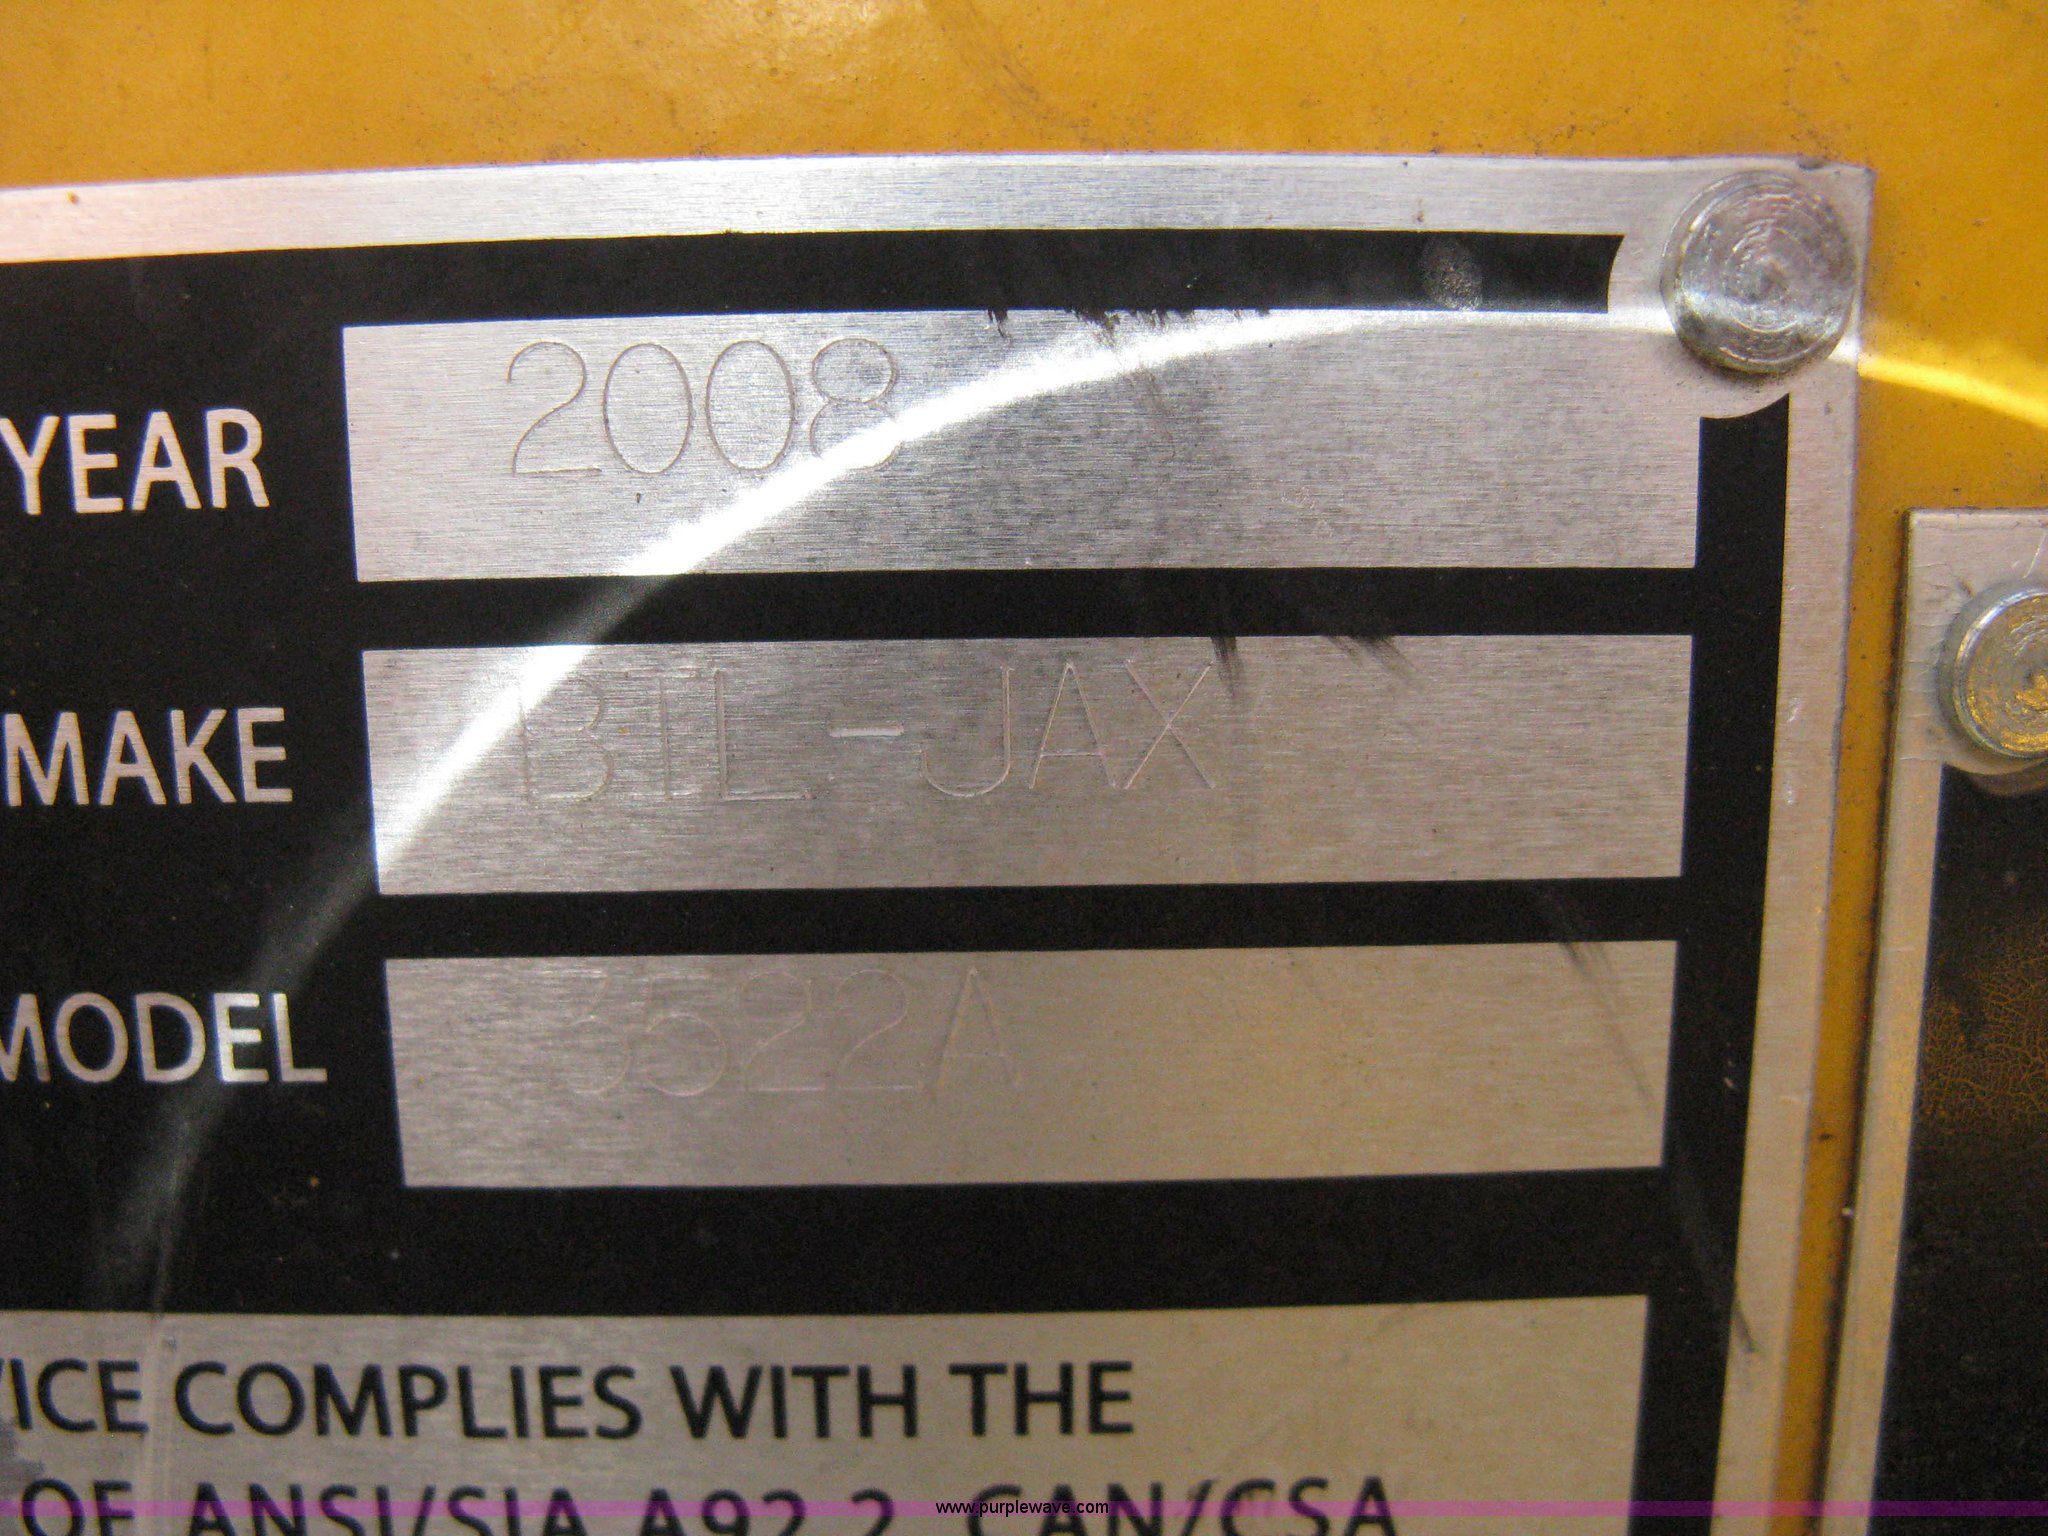 YEAR 2008
MAKE BIL-JAX
MODEL 3522A
VICE COMPLIES WITH THE
OF ANSI/SIA A92.2, CAN/CSA
www.purplewave.com